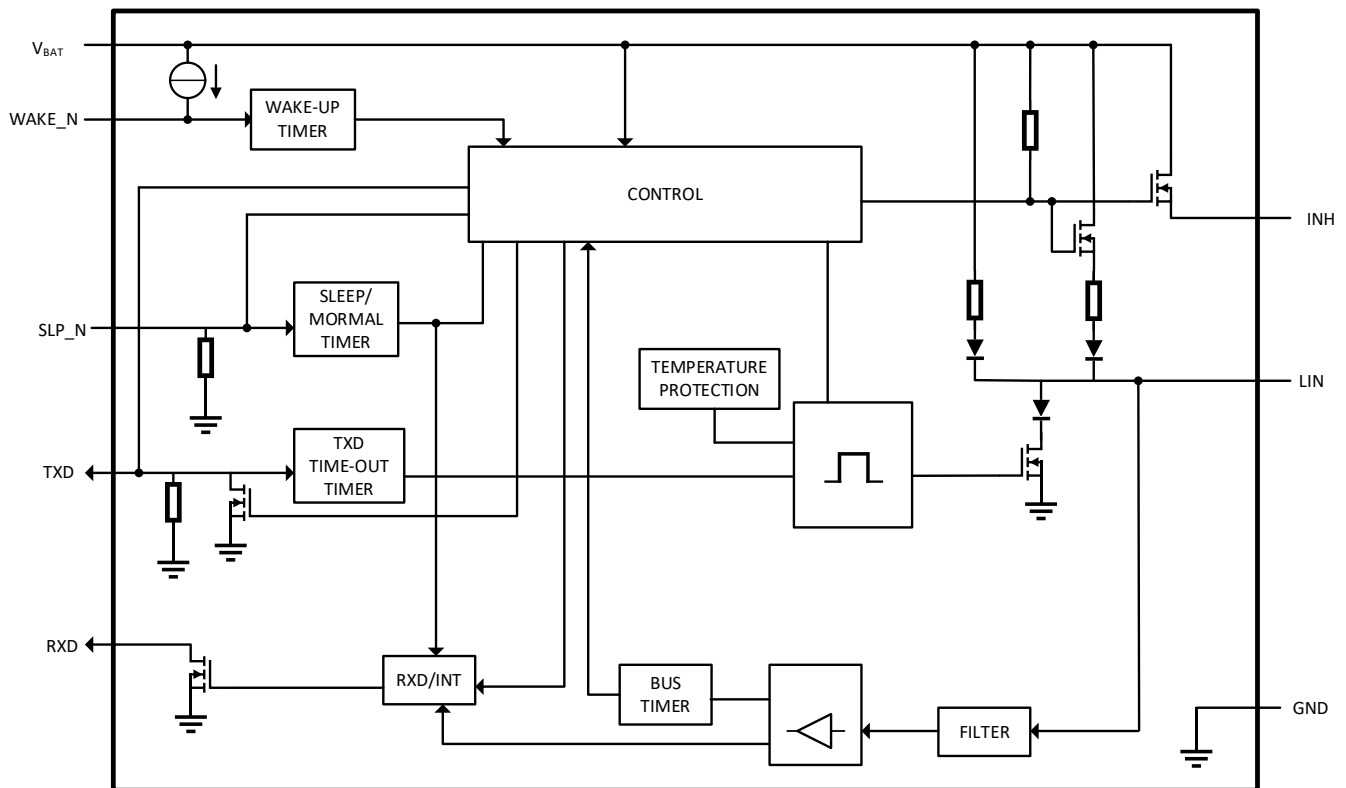 VBAT
WAKE_N
WAKE-UP
TIMER
CONTROL
INH
SLP_N
SLEEP/
MORMAL
TIMER
TEMPERATURE
PROTECTION
LIN
TXD
TXD
TIME-OUT
TIMER
RXD
RXD/INT
BUS
TIMER
FILTER
GND